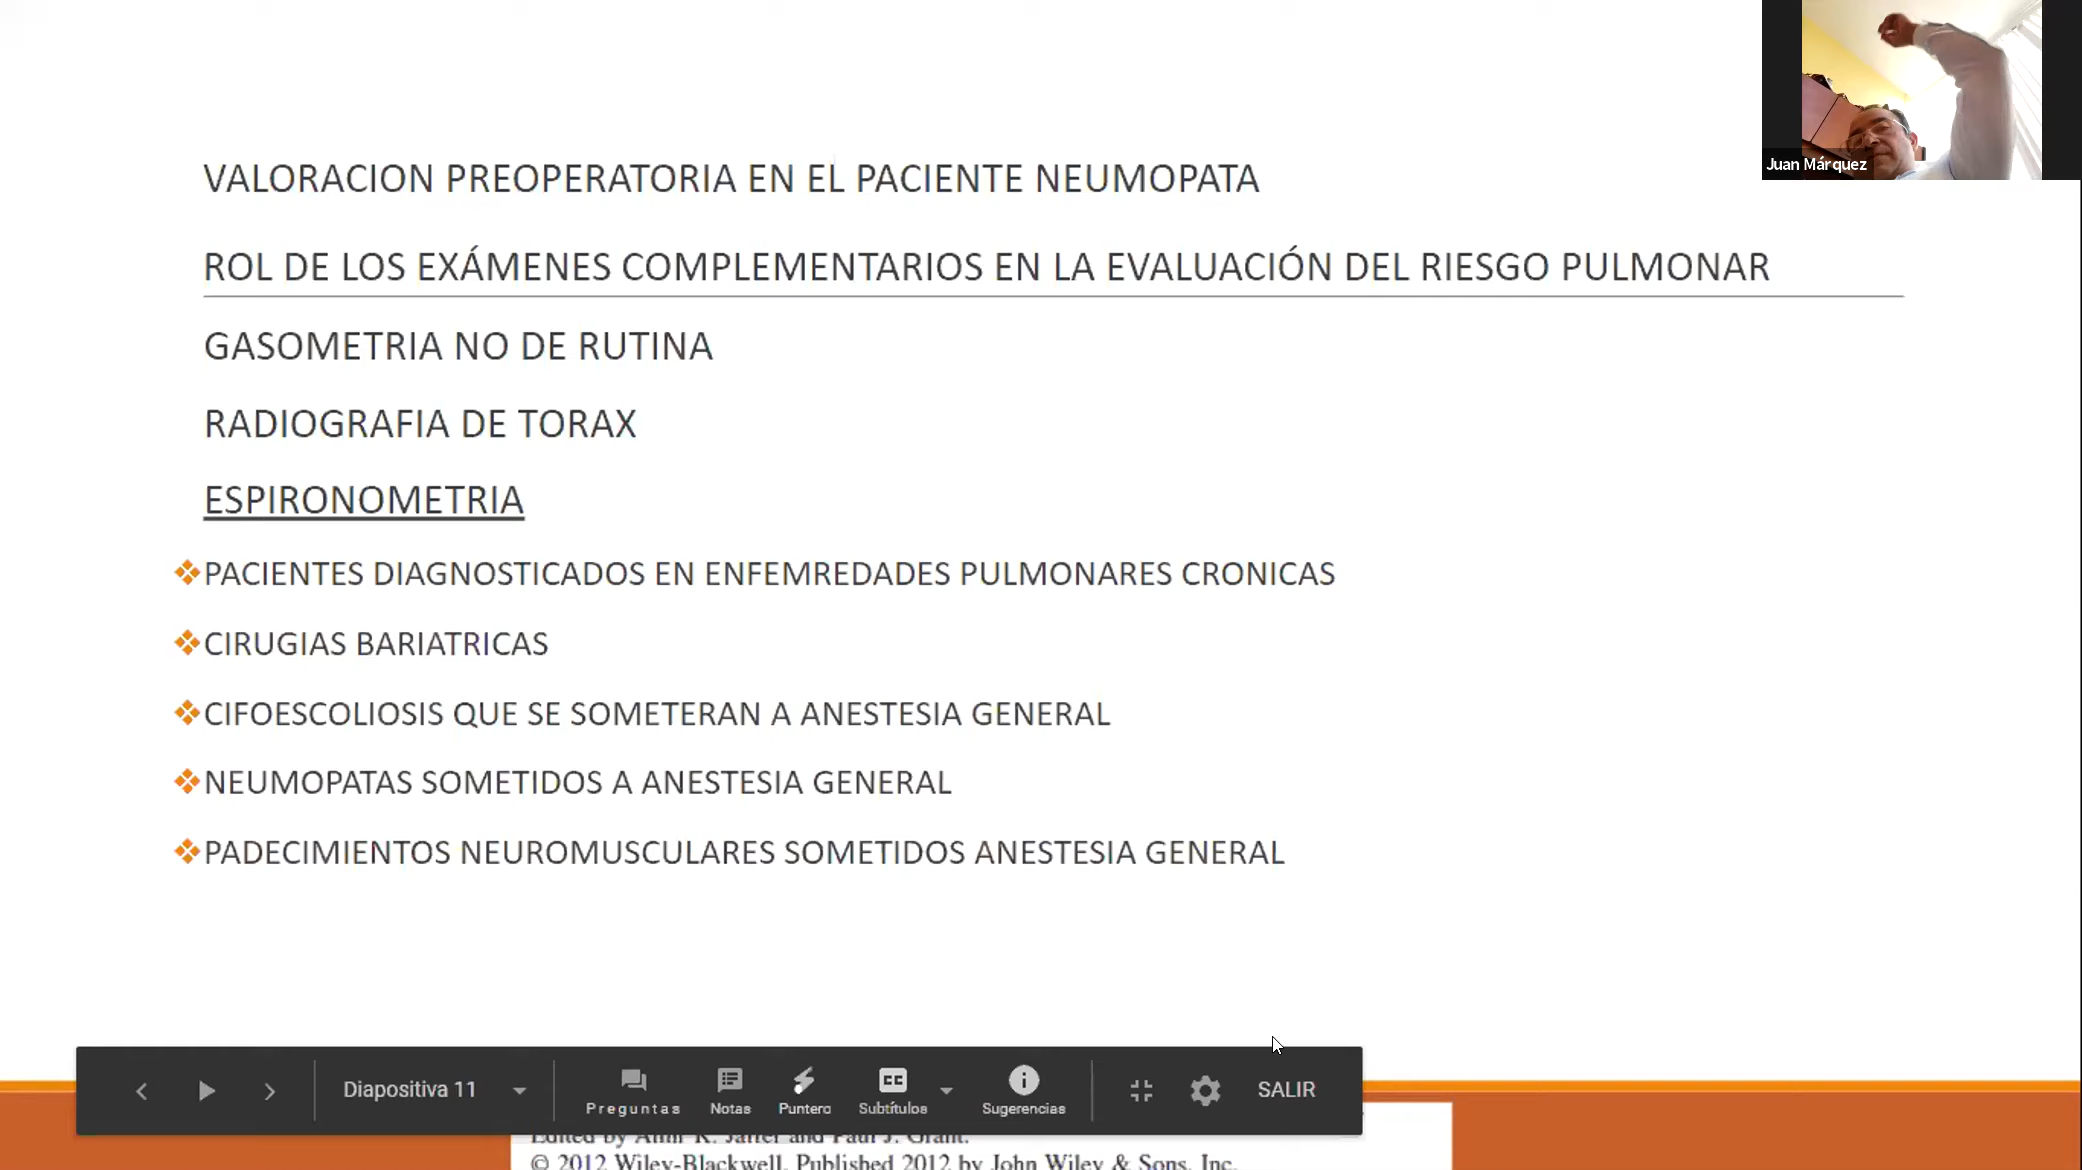 Juan Márquez
VALORACION PREOPERATORIA EN EL PACIENTE NEUMOPATA
ROL DE LOS EXÁMENES COMPLEMENTARIOS EN LA EVALUACIÓN DEL RIESGO PULMONAR
GASOMETRIA NO DE RUTINA
RADIOGRAFIA DE TORAX
ESPIRONOMETRIA
❖PACIENTES DIAGNOSTICADOS EN ENFEMREDADES PULMONARES CRONICAS
❖CIRUGIAS BARIATRICAS
❖CIFOESCOLIOSIS QUE SE SOMETERAN A ANESTESIA GENERAL
❖NEUMOPATAS SOMETIDOS A ANESTESIA GENERAL
❖PADECIMIENTOS NEUROMUSCULARES SOMETIDOS ANESTESIA GENERAL
Diapositiva 11
Preguntas
Notas
Puntero
CC
Subtítulos
Sugerencias
SALIR
Edited by Amir K. Jaffer and Paul J. Grant.
© 2012 Wiley-Blackwell. Published 2012 by John Wiley & Sons, Inc.